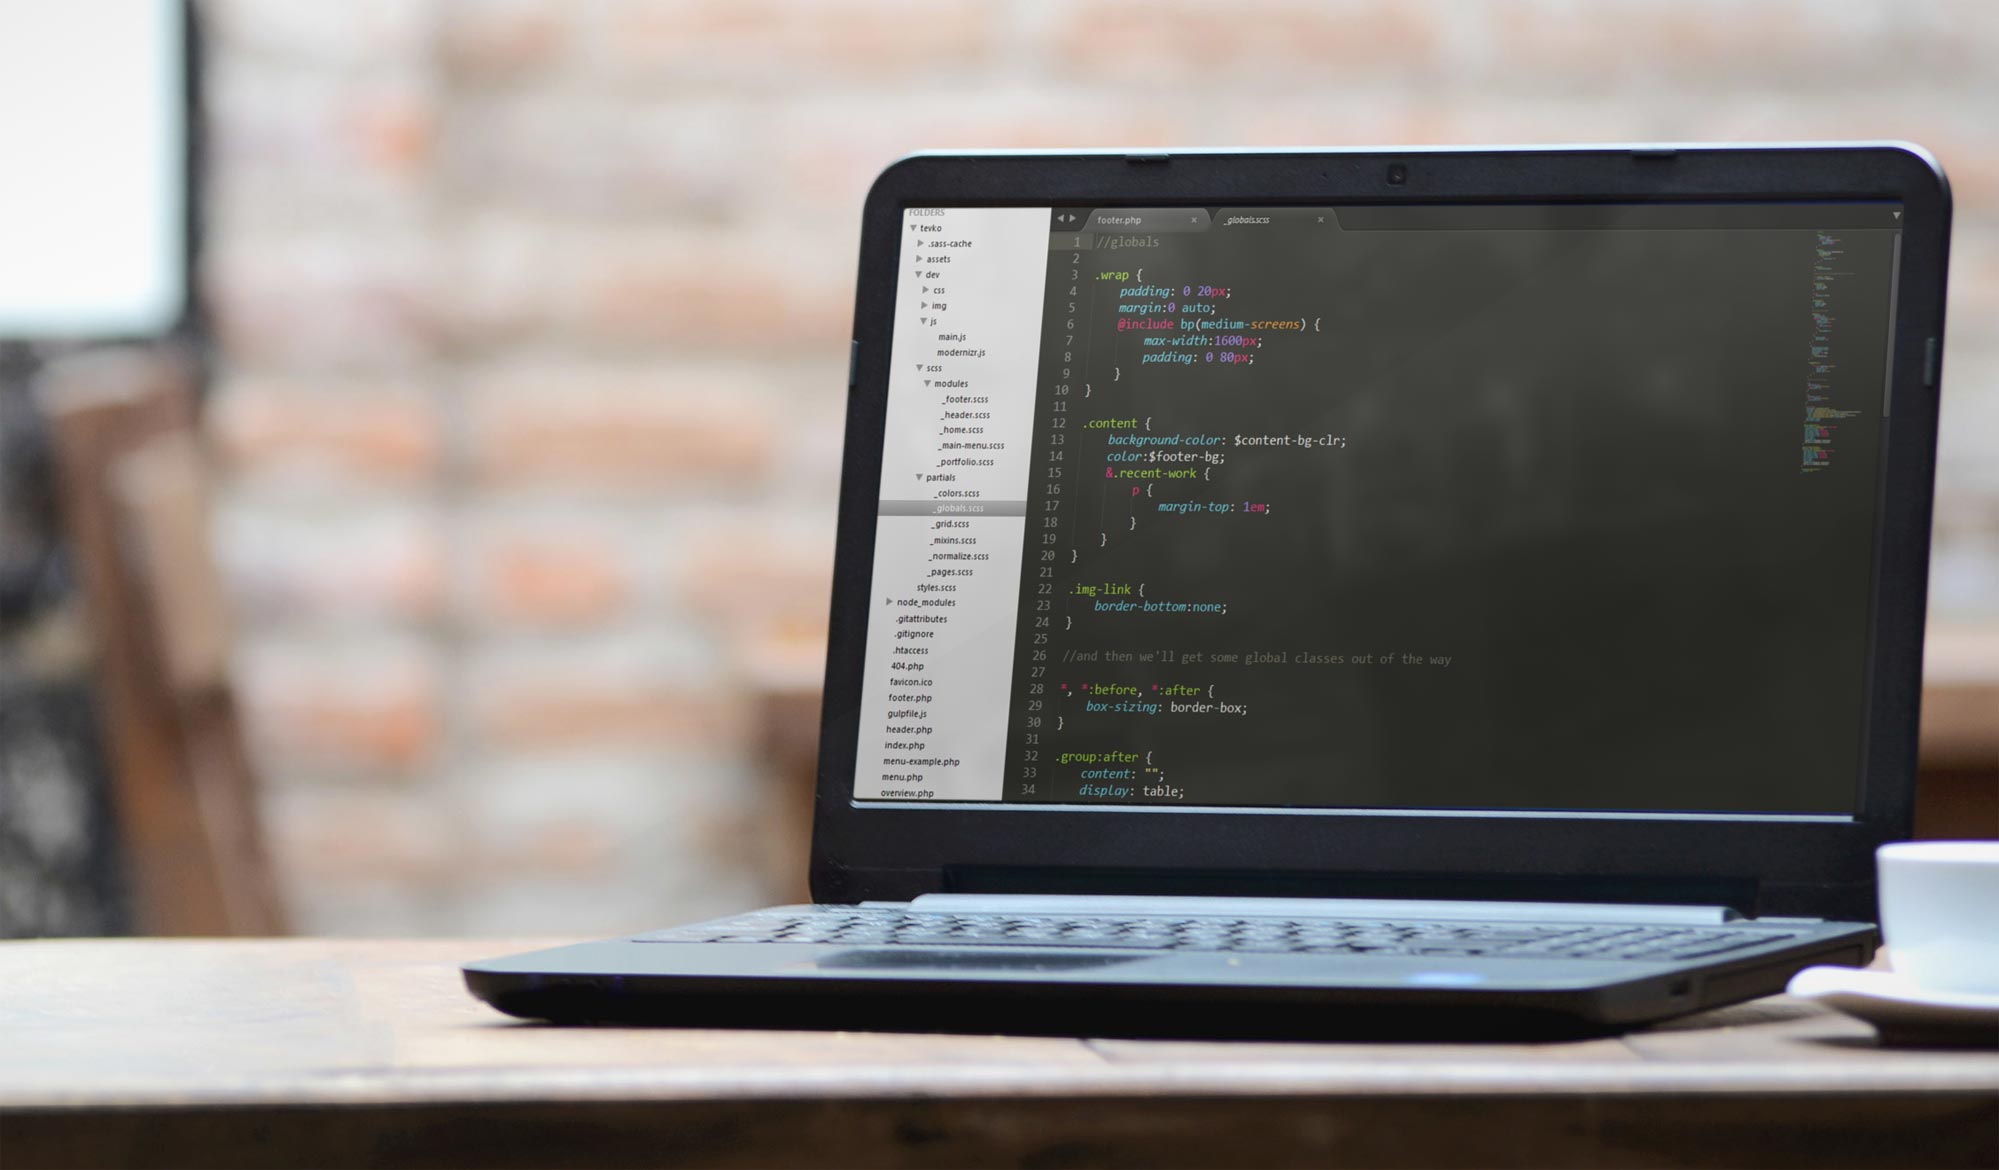 FOLDERS
tevko
.sass-cache
assets
dev
css
img
js
main.js
modernizr.js
scss
modules
_footer.scss
_header.scss
_home.scss
_main-menu.scss
_portfolio.scss
partials
_colors.scss
_globals.scss
_grid.scss
_mixins.scss
_normalize.scss
_pages.scss
styles.scss
node_modules
.gitattributes
.gitignore
.htaccess
404.php
favicon.ico
footer.php
gulpfile.js
header.php
index.php
menu-example.php
menu.php
overview.php
footer.php × _globals.scss ×
1 //globals
2
3 .wrap {
4 padding: 0 20px;
5 margin:0 auto;
6 @include bp(medium-screens) {
7 max-width:1600px;
8 padding: 0 80px;
9 }
10 }
11
12 .content {
13 background-color: $content-bg-clr;
14 color:$footer-bg;
15 &.recent-work {
16 p {
17 margin-top: 1em;
18 }
19 }
20 }
21
22 .img-link {
23 border-bottom:none;
24 }
25
26 //and then we'll get some global classes out of the way
27
28 *, *:before, *:after {
29 box-sizing: border-box;
30 }
31
32 .group:after {
33 content: "";
34 display: table;